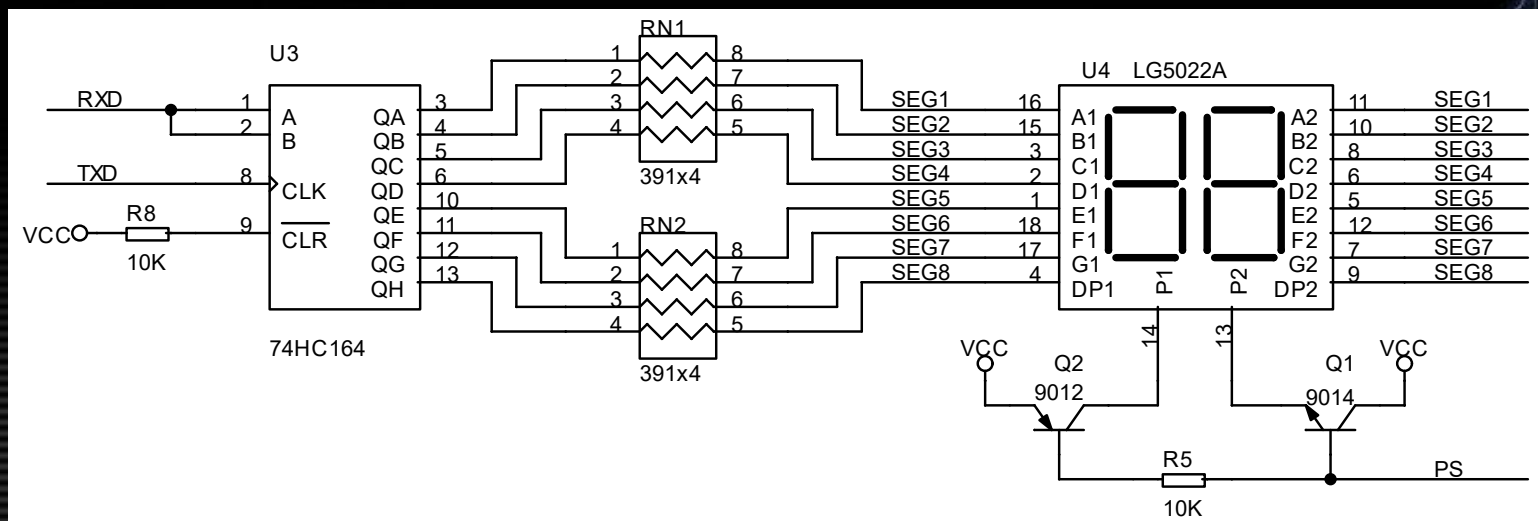 U3
RXD
TXD
VCC
R8
10K
1
2
8
9
A
B
CLK
CLR
QA
QB
QC
QD
QE
QF
QG
QH
3
4
5
6
10
11
12
13
74HC164
RN1
1
2
3
4
8
7
6
5
391x4
RN2
1
2
3
4
8
7
6
5
391x4
SEG1
SEG2
SEG3
SEG4
SEG5
SEG6
SEG7
SEG8
16
15
3
2
1
18
17
4
U4 LG5022A
A1
B1
C1
D1
E1
F1
G1
DP1
P1
P2
A2
B2
C2
D2
E2
F2
G2
DP2
11
10
8
6
5
12
7
9
SEG1
SEG2
SEG3
SEG4
SEG5
SEG6
SEG7
SEG8
14
13
VCC
Q2
9012
Q1
9014
VCC
R5
10K
PS